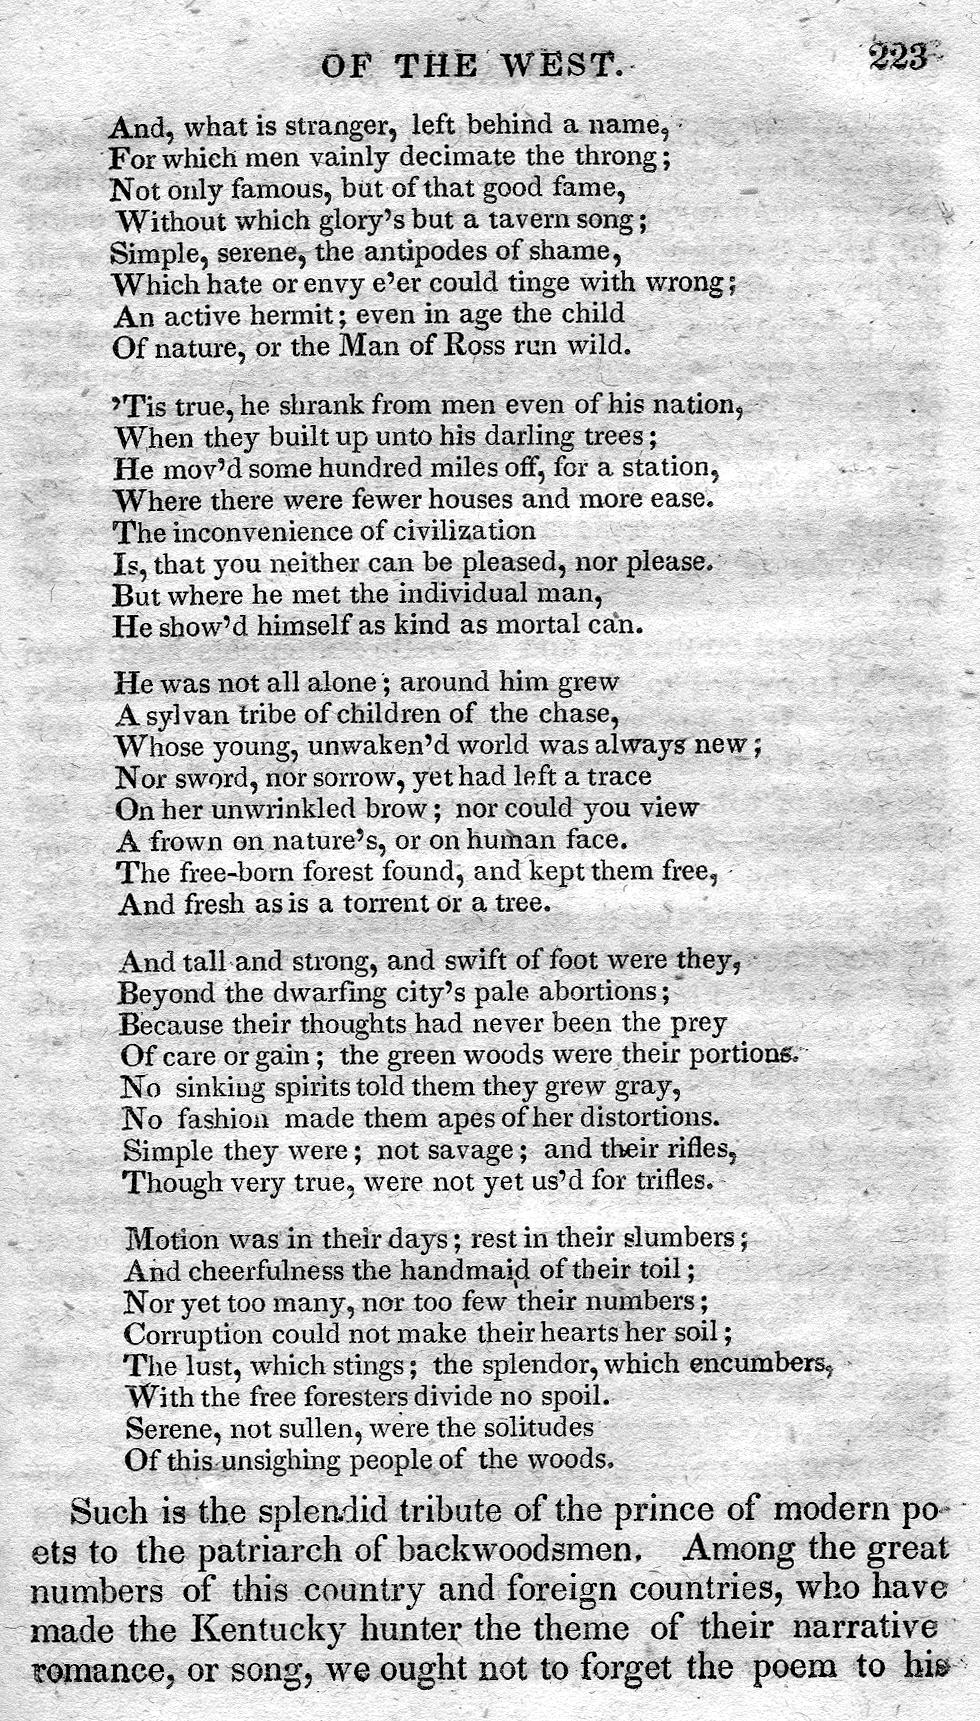 OF THE WEST. 223
And, what is stranger, left behind a name,
For which men vainly decimate the throng;
Not only famous, but of that good fame,
Without which glory's but a tavern song;
Simple, serene, the antipodes of shame,
Which hate or envy e'er could tinge with wrong;
An active hermit; even in age the child
Of nature, or the Man of Ross run wild.
'Tis true, he shrank from men even of his nation,
When they built up unto his darling trees;
He mov'd some hundred miles off, for a station,
Where there were fewer houses and more ease.
The inconvenience of civilization
Is, that you neither can be pleased, nor please.
But where he met the individual man,
He show'd himself as kind as mortal can.
He was not all alone; around him grew
A sylvan tribe of children of the chase,
Whose young, unwaken'd world was always new;
Nor sword, nor sorrow, yet had left a trace
On her unwrinkled brow; nor could you view
A frown on nature's, or on human face.
The free-born forest found, and kept them free,
And fresh as is a torrent or a tree.
And tall and strong, and swift of foot were they,
Beyond the dwarfing city's pale abortions;
Because their thoughts had never been the prey
Of care or gain; the green woods were their portions.
No sinking spirits told them they grew gray,
No fashion made them apes of her distortions.
Simple they were; not savage; and their rifles,
Though very true, were not yet us'd for trifles.
Motion was in their days; rest in their slumbers;
And cheerfulness the handmaid of their toil;
Nor yet too many, nor too few their numbers;
Corruption could not make their hearts her soil;
The lust, which stings; the splendor, which encumbers,
With the free foresters divide no spoil.
Serene, not sullen, were the solitudes
Of this unsighing people of the woods.
Such is the splendid tribute of the prince of modern po-
ets to the patriarch of backwoodsmen. Among the great
numbers of this country and foreign countries, who have
made the Kentucky hunter the theme of their narrative
romance, or song, we ought not to forget the poem to his